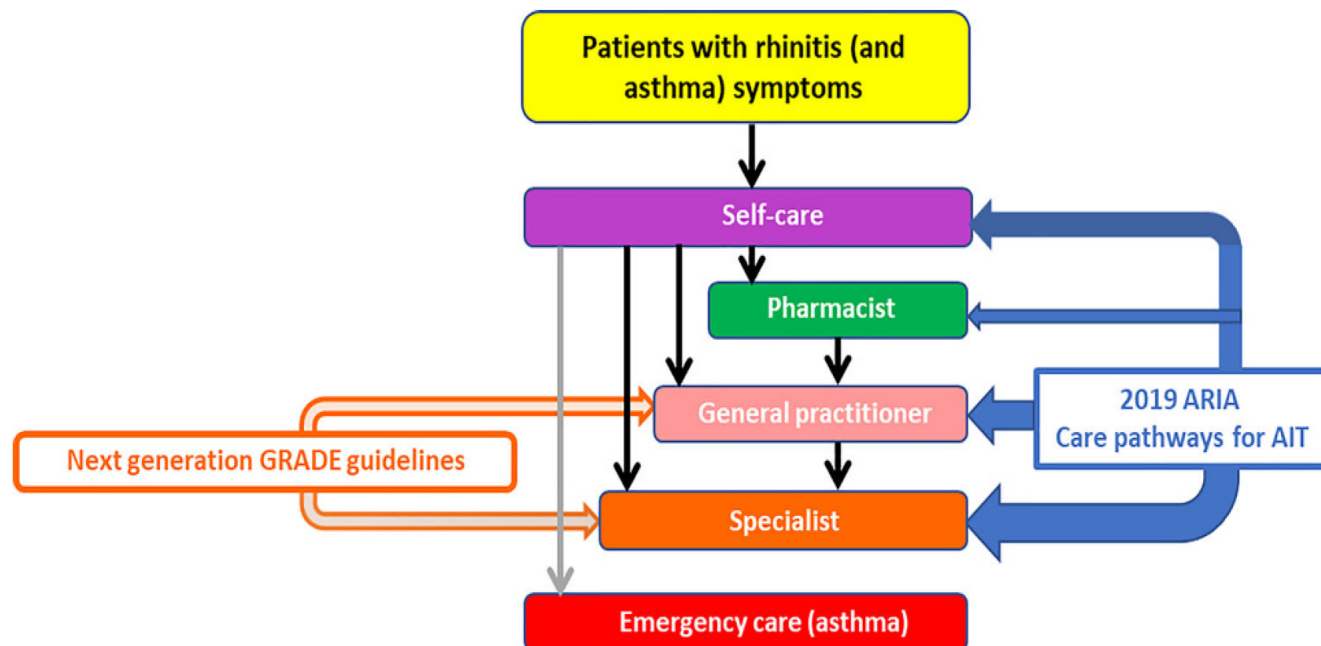 Patients with rhinitis (and
asthma) symptoms
Self-care
Pharmacist
General practitioner
2019 ARIA
Care pathways for AIT
Next generation GRADE guidelines
Specialist
Emergency care (asthma)